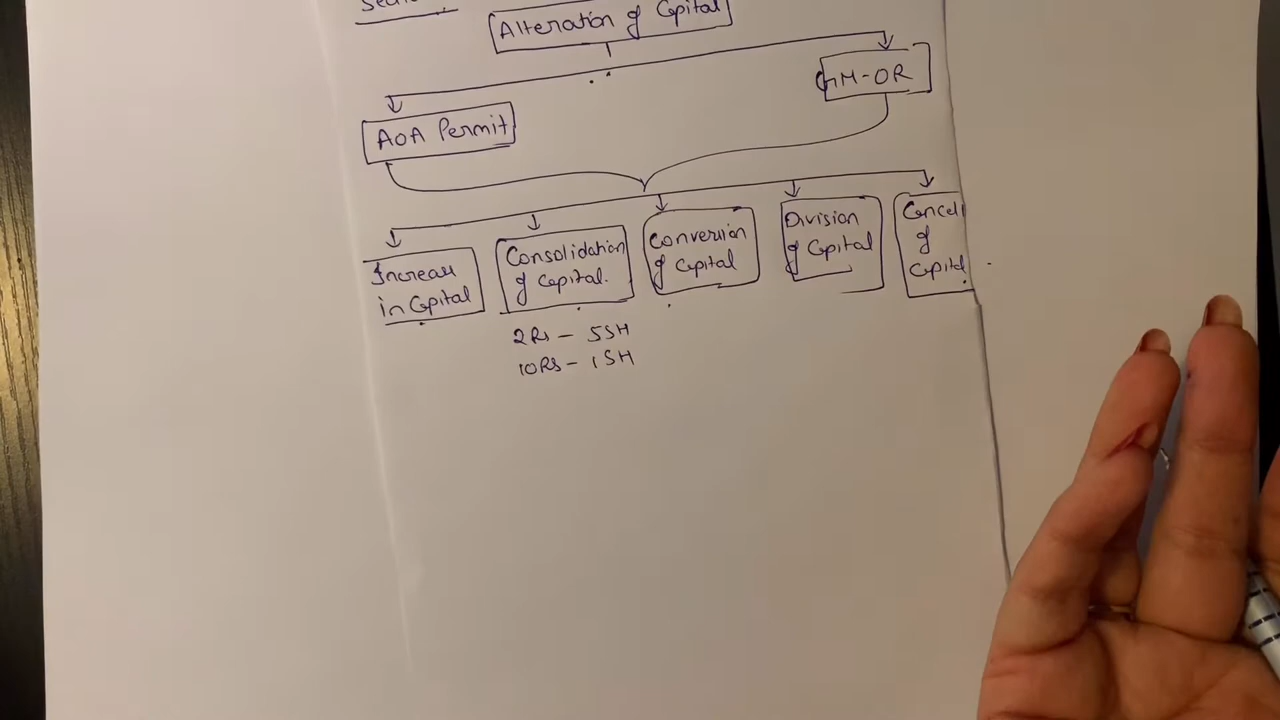 Alteration of Capital
GM-OR
AOA Permit
Increase
in Capital
Consolidation
of Capital.
Conversion
of Capital
Division
of Capital
Cancel
of
Capital
2Rs – 5SH
10RS – 1SH